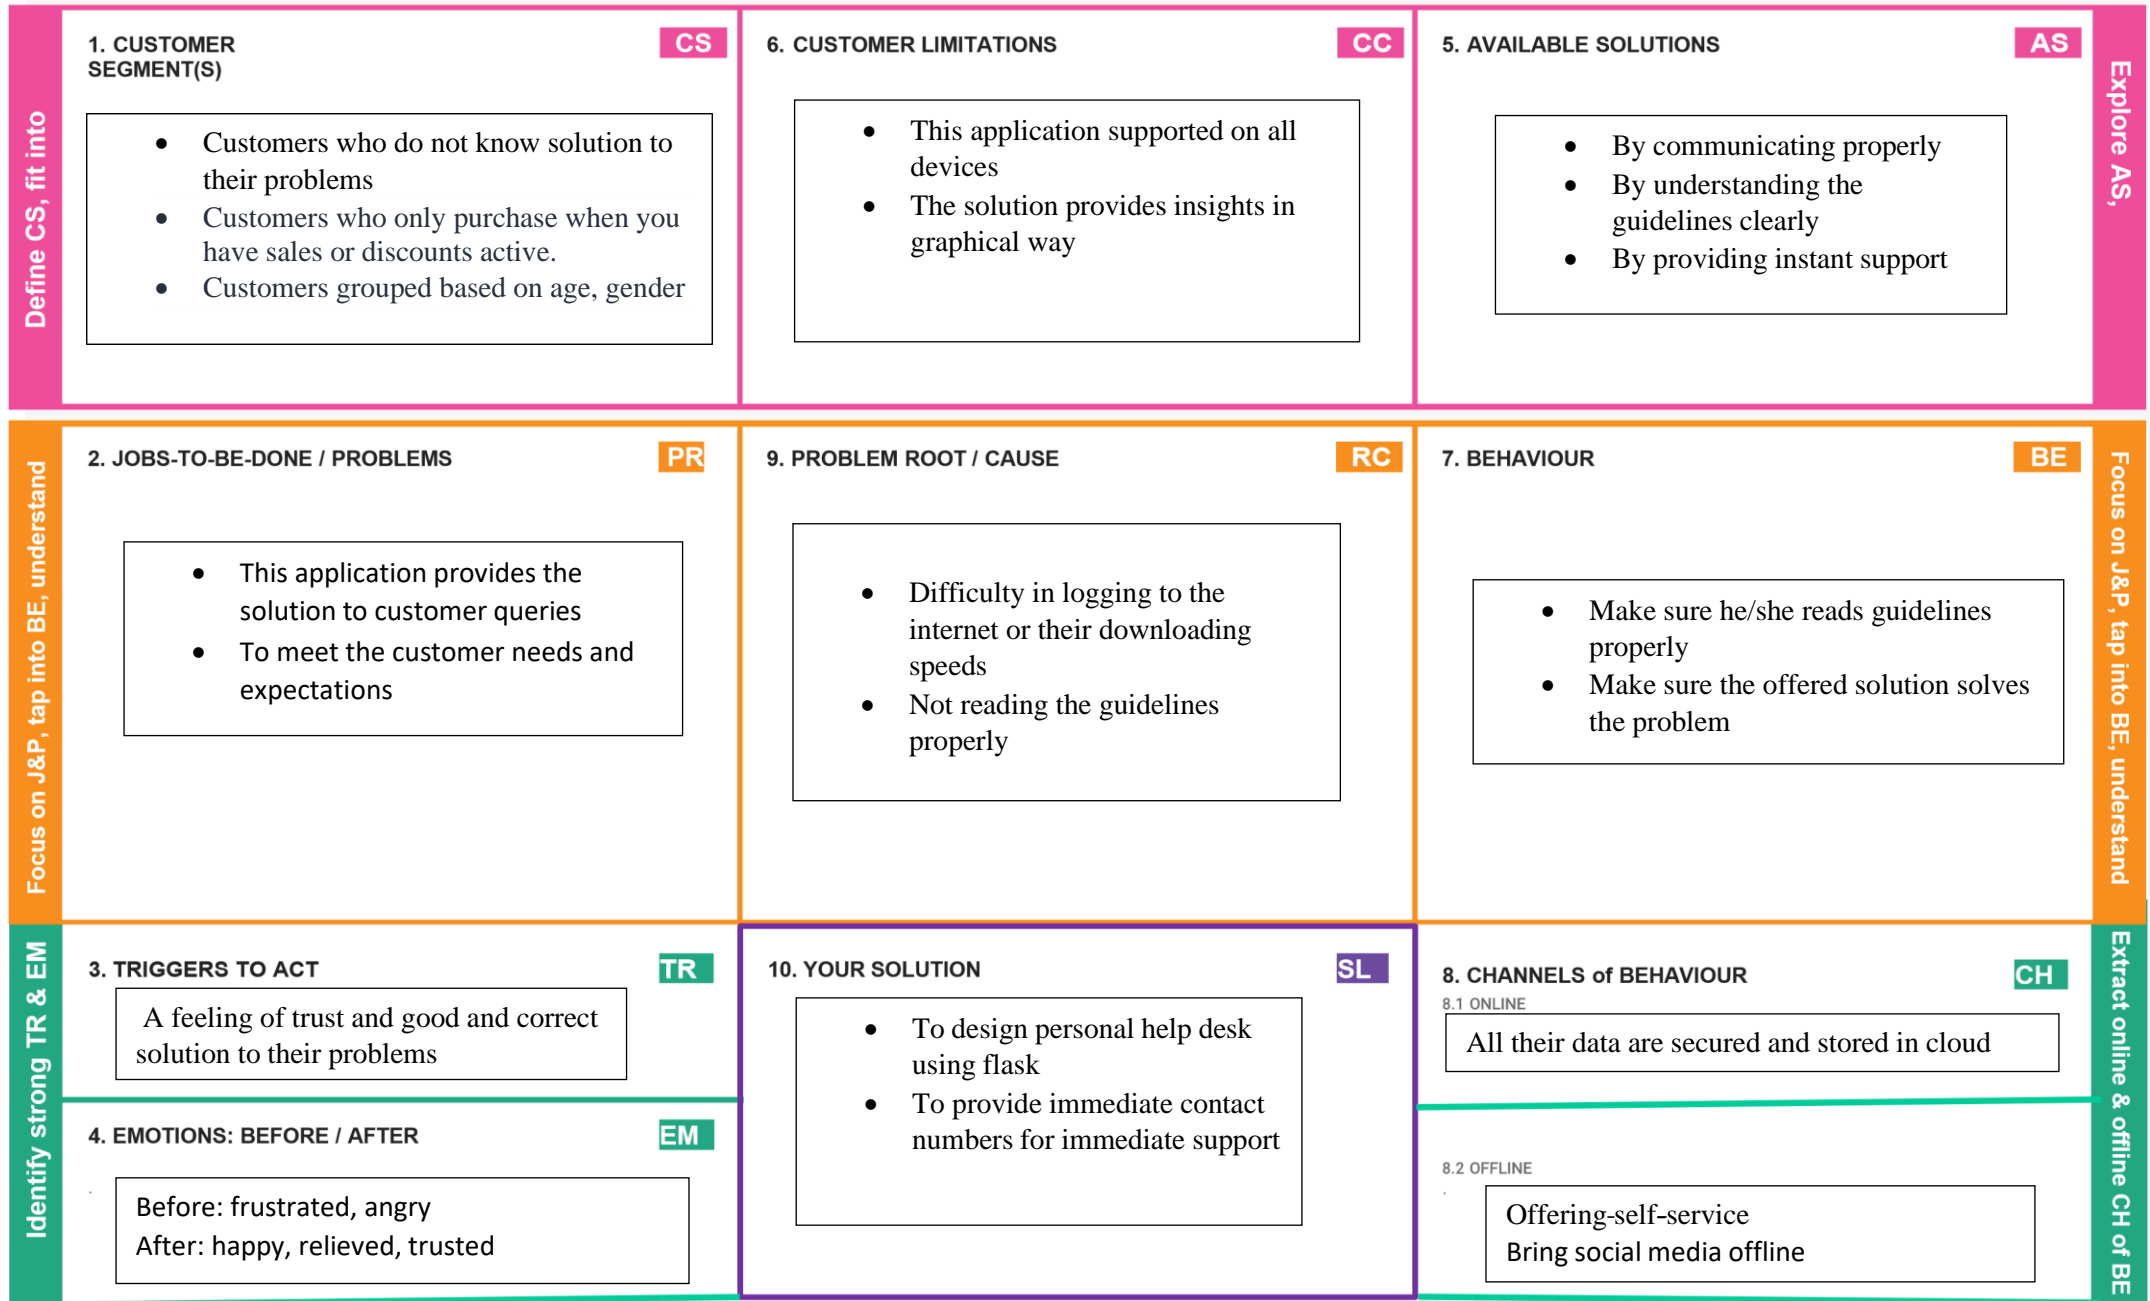 Define CS, fit into
1. CUSTOMER
SEGMENT(S)
CS
• Customers who do not know solution to
their problems
• Customers who only purchase when you
have sales or discounts active.
• Customers grouped based on age, gender
6. CUSTOMER LIMITATIONS
CC
• This application supported on all
devices
• The solution provides insights in
graphical way
5. AVAILABLE SOLUTIONS
AS
• By communicating properly
• By understanding the
guidelines clearly
• By providing instant support
Explore AS,
Focus on J&P, tap into BE, understand
2. JOBS-TO-BE-DONE / PROBLEMS
PR
• This application provides the
solution to customer queries
• To meet the customer needs and
expectations
9. PROBLEM ROOT / CAUSE
RC
• Difficulty in logging to the
internet or their downloading
speeds
• Not reading the guidelines
properly
7. BEHAVIOUR
BE
• Make sure he/she reads guidelines
properly
• Make sure the offered solution solves
the problem
Focus on J&P, tap into BE, understand
Identify strong TR & EM
3. TRIGGERS TO ACT
TR
A feeling of trust and good and correct
solution to their problems
4. EMOTIONS: BEFORE / AFTER
EM
Before: frustrated, angry
After: happy, relieved, trusted
10. YOUR SOLUTION
SL
• To design personal help desk
using flask
• To provide immediate contact
numbers for immediate support
8. CHANNELS of BEHAVIOUR
CH
8.1 ONLINE
All their data are secured and stored in cloud
8.2 OFFLINE
Offering-self-service
Bring social media offline
Extract online & offline CH of BE